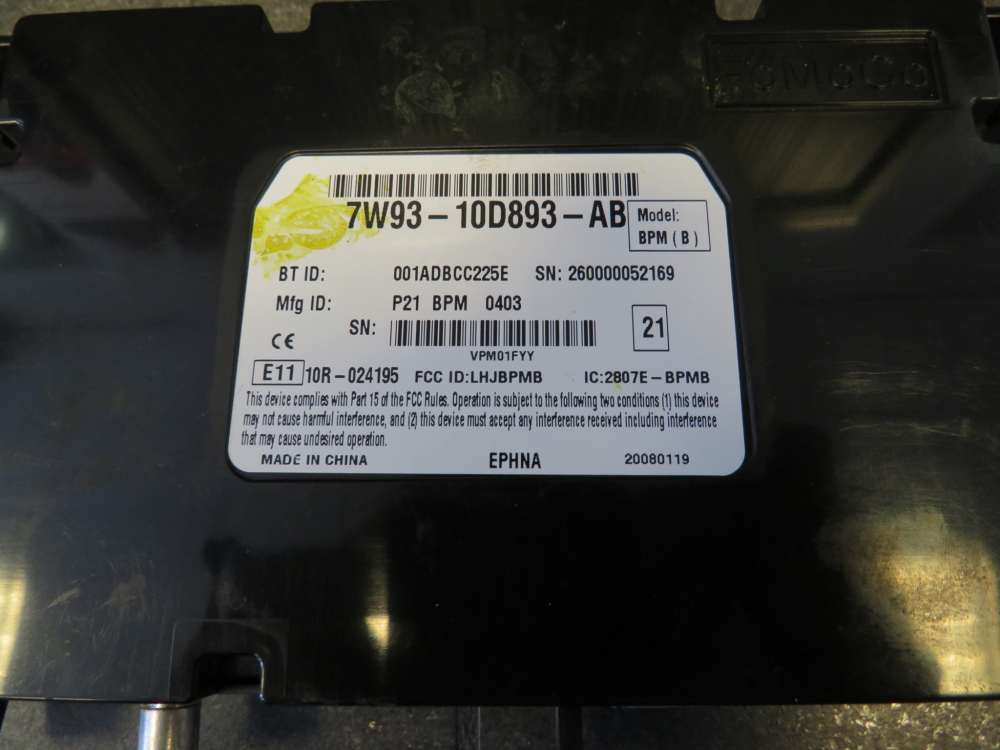 FoMoCo
7W93-10D893-AB
Model:
BPM (B)
BT ID: 001ADBCC225E SN: 260000052169
Mfg ID: P21 BPM 0403
SN:
21
VPM01FYY
CE
E11 10R-024195 FCC ID:LHJBPMB IC:2807E-BPMB
This device complies with Part 15 of the FCC Rules. Operation is subject to the following two conditions (1) this device
may not cause harmful interference, and (2) this device must accept any interference received including interference
that may cause undesired operation.
MADE IN CHINA EPHNA 20080119